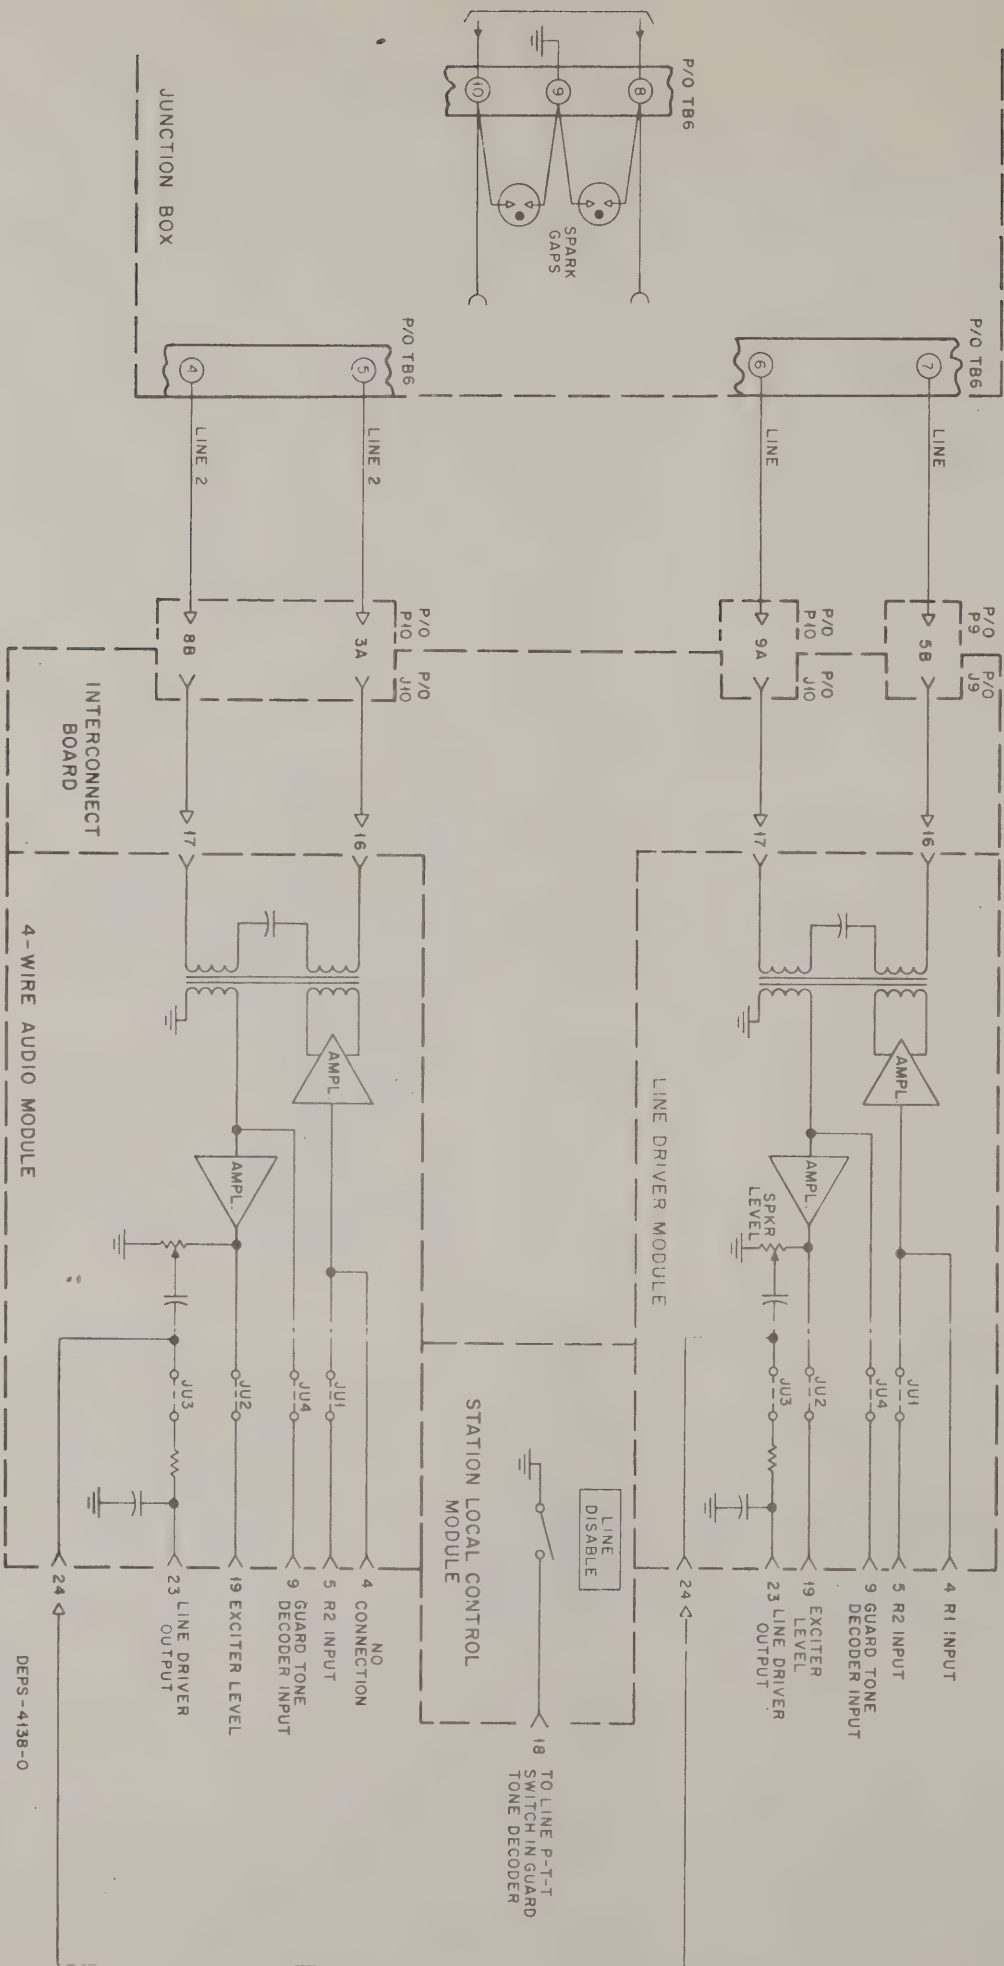 P/O TB6
8
9
10
SPARK
GAPS
JUNCTION BOX
P/O TB6
7
6
LINE
LINE
P/O TB6
5
4
LINE 2
LINE 2
P/O
P9
P/O
J9
5B
P/O
P10
P/O
J10
9A
P/O
P10
P/O
J10
3A
8B
INTERCONNECT
BOARD
16
17
16
17
LINE DRIVER MODULE
AMPL.
AMPL.
SPKR
LEVEL
JU1
JU4
JU2
JU3
4 R1 INPUT
5 R2 INPUT
9 GUARD TONE
DECODER INPUT
19 EXCITER
LEVEL
23 LINE DRIVER
OUTPUT
24
LINE
DISABLE
STATION LOCAL CONTROL
MODULE
18 TO LINE P-T-T
SWITCH IN GUARD
TONE DECODER
4-WIRE AUDIO MODULE
AMPL.
AMPL.
JU1
JU4
JU2
JU3
4 NO
CONNECTION
5 R2 INPUT
9 GUARD TONE
DECODER INPUT
19 EXCITER LEVEL
23 LINE DRIVER
OUTPUT
24
DEPS-4138-O